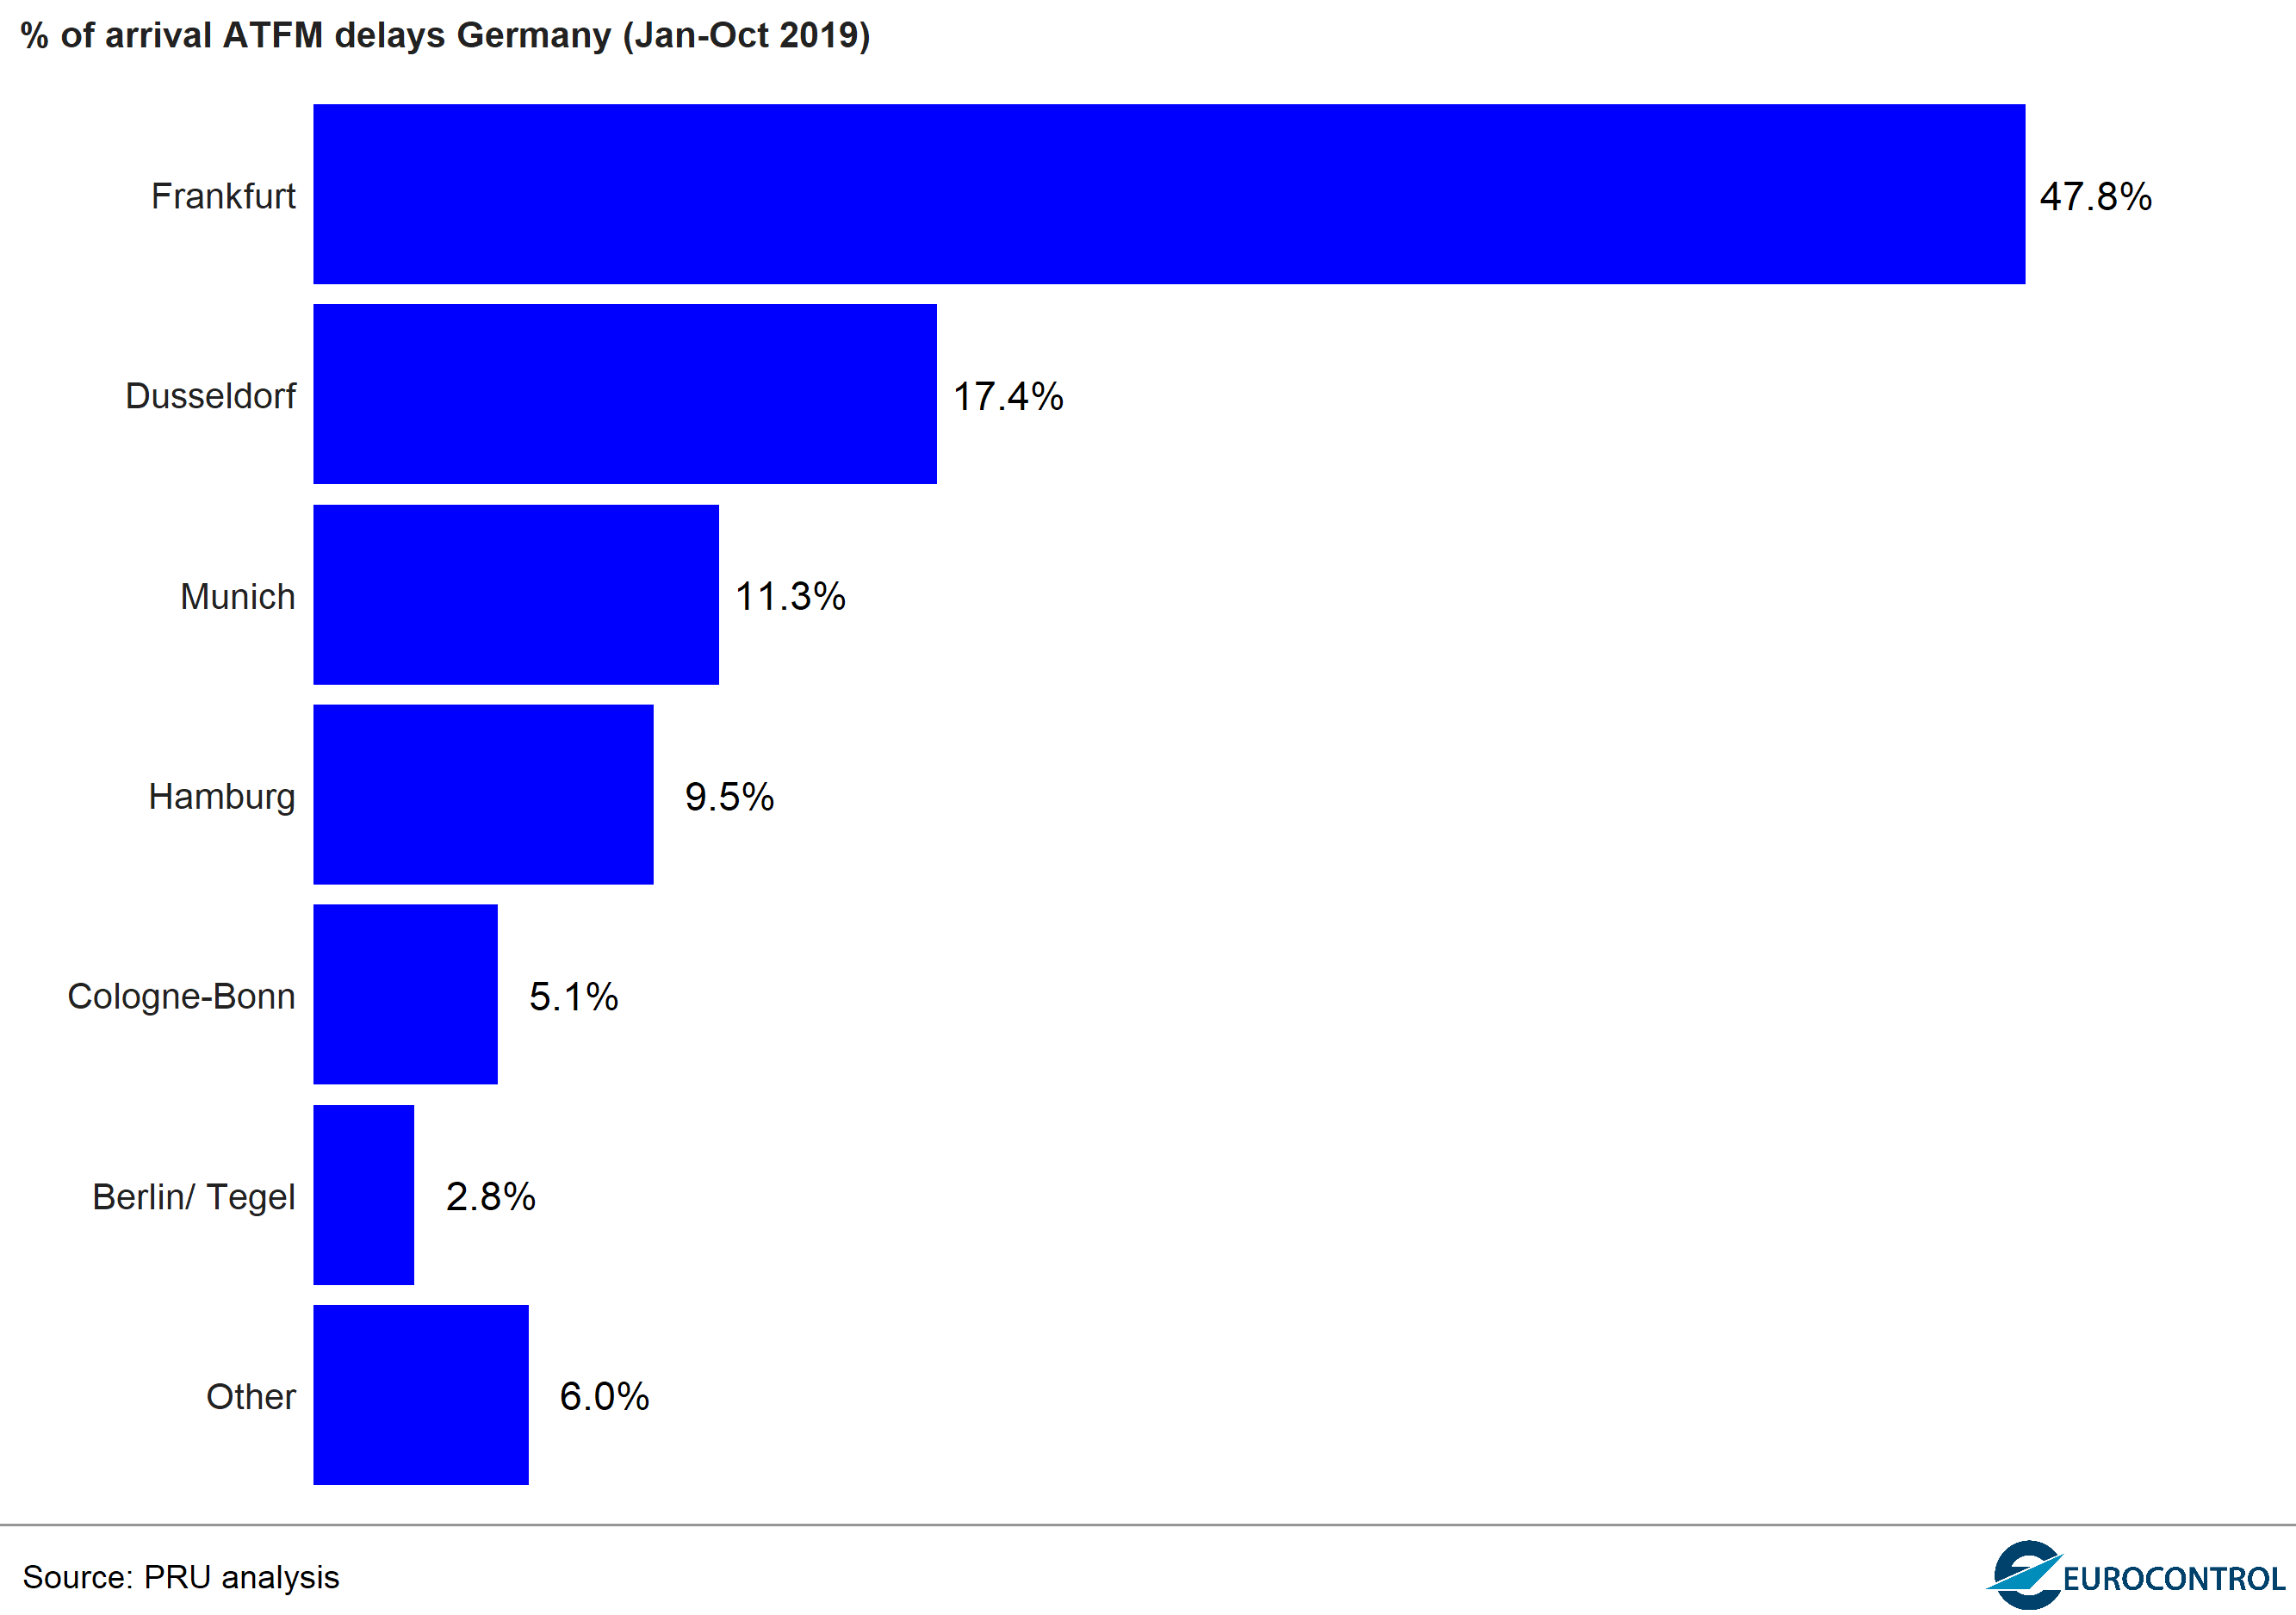 % of arrival ATFM delays Germany (Jan-Oct 2019)
Frankfurt 47.8%
Dusseldorf 17.4%
Munich 11.3%
Hamburg 9.5%
Cologne-Bonn 5.1%
Berlin/ Tegel 2.8%
Other 6.0%
Source: PRU analysis
EUROCONTROL